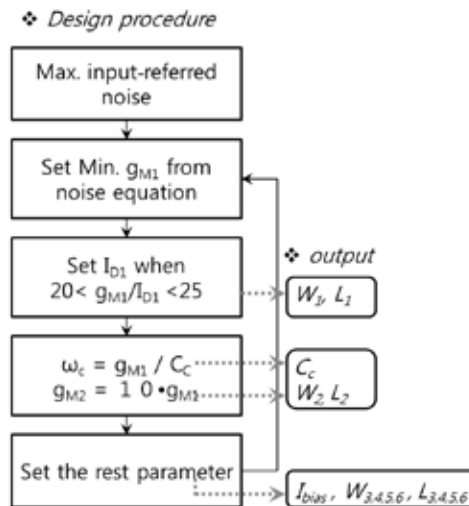 ❖ Design procedure
Max. input-referred
noise
Set Min. gM1 from
noise equation
Set ID1 when
20< gM1/ID1 <25
❖ output
W1, L1
ωc = gM1 / CC
gM2 = 1 0 •gM1
Cc
W2, L2
Set the rest parameter
Ibias, W3,4,5,6, L3,4,5,6